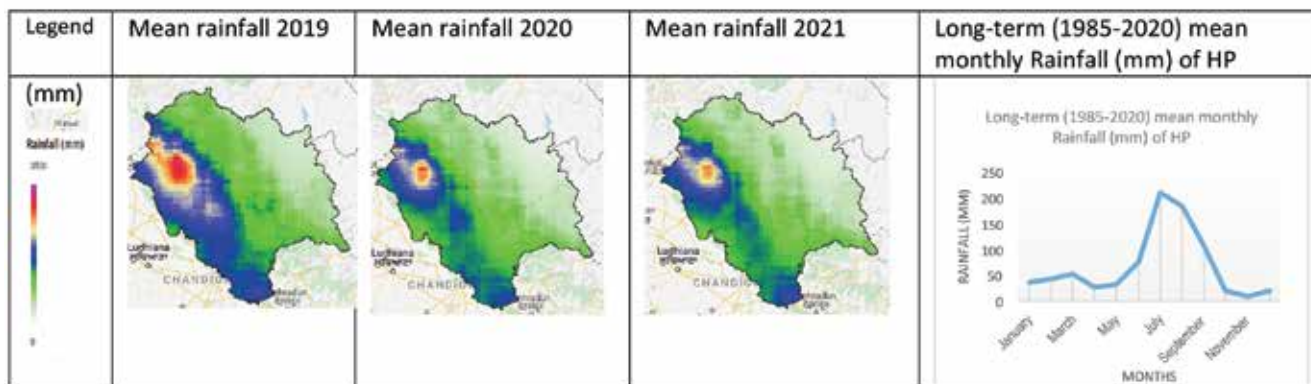 Legend
Mean rainfall 2019
Mean rainfall 2020
Mean rainfall 2021
Long-term (1985-2020) mean
monthly Rainfall (mm) of HP
(mm)
Rainfall (mm)
0
Ludhiana
CHANDIG
Ludhiana
CHANDIG
Ludhiana
CHANDIG
Long-term (1985-2020) mean monthly
Rainfall (mm) of HP
RAINFALL (MM)
250
200
150
100
50
0
January
March
May
July
September
November
MONTHS